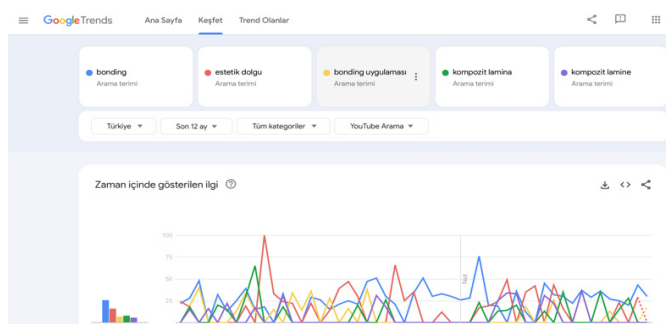 Google Trends Ana Sayfa Keşfet Trend Olanlar
bonding estetik dolgu bonding uygulaması kompozit lamina kompozit lamine
Arama terimi Arama terimi Arama terimi Arama terimi Arama terimi
Türkiye Son 12 ay Tüm kategoriler YouTube Arama
Zaman içinde gösterilen ilgi
100
75
50
25
Not